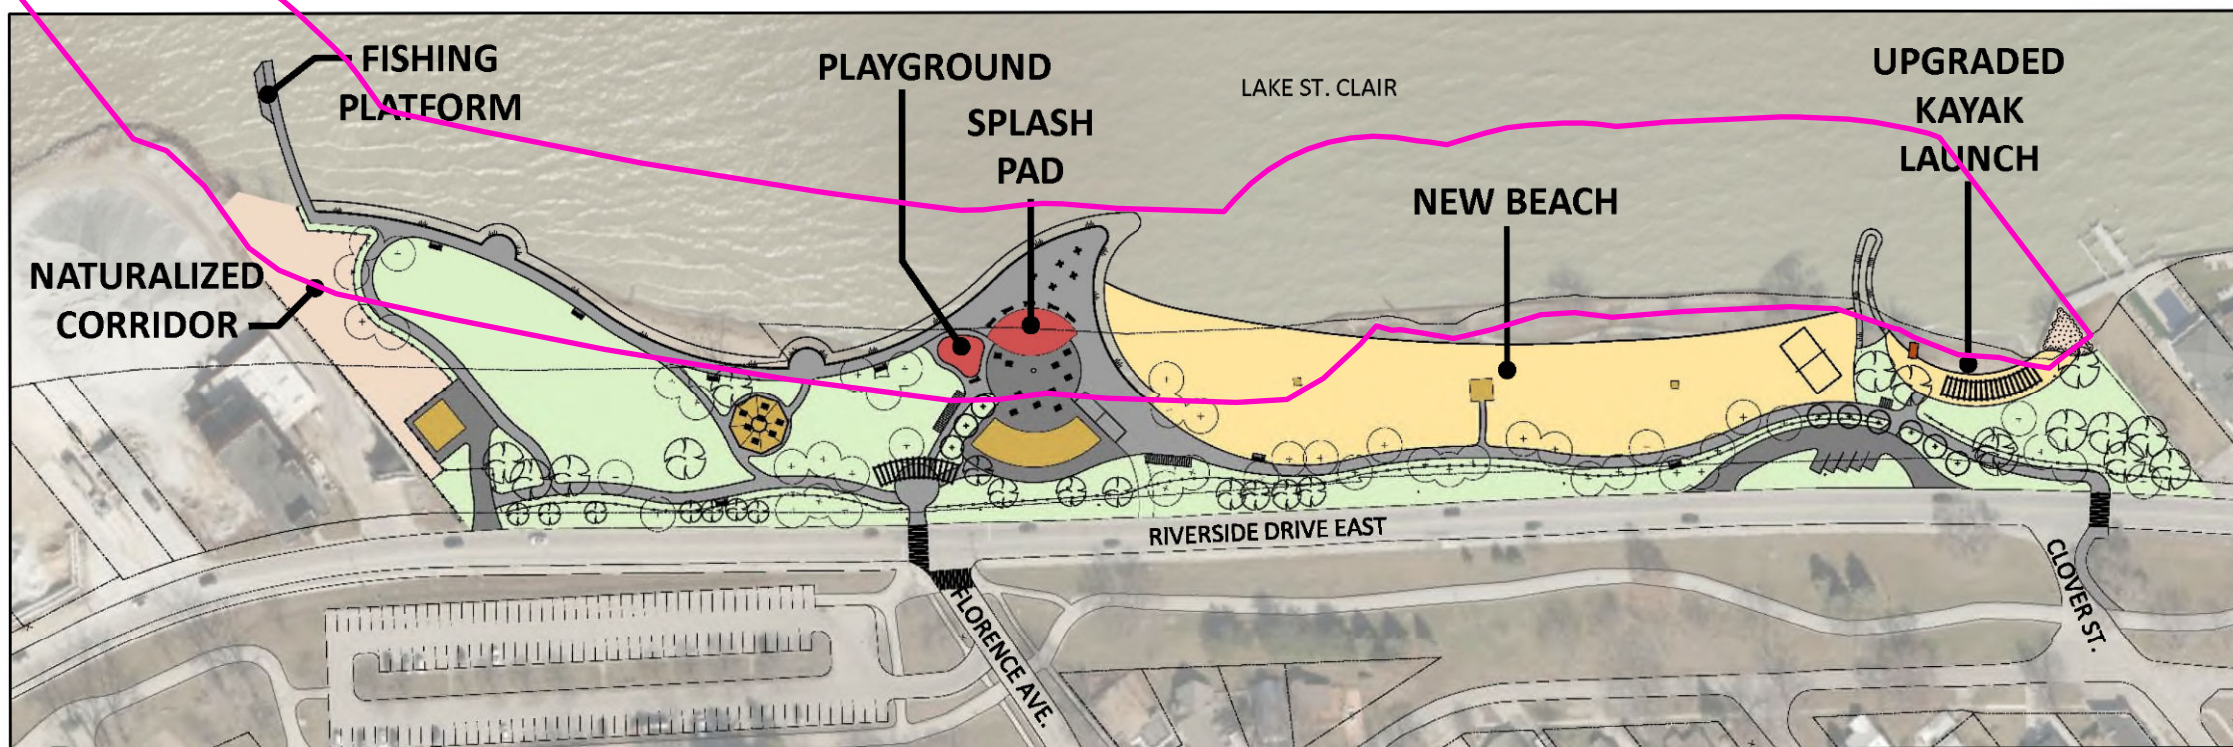 FISHING
PLATFORM
PLAYGROUND
SPLASH
PAD
LAKE ST. CLAIR
UPGRADED
KAYAK
LAUNCH
NEW BEACH
NATURALIZED
CORRIDOR
RIVERSIDE DRIVE EAST
FLORENCE AVE.
CLOVER ST.